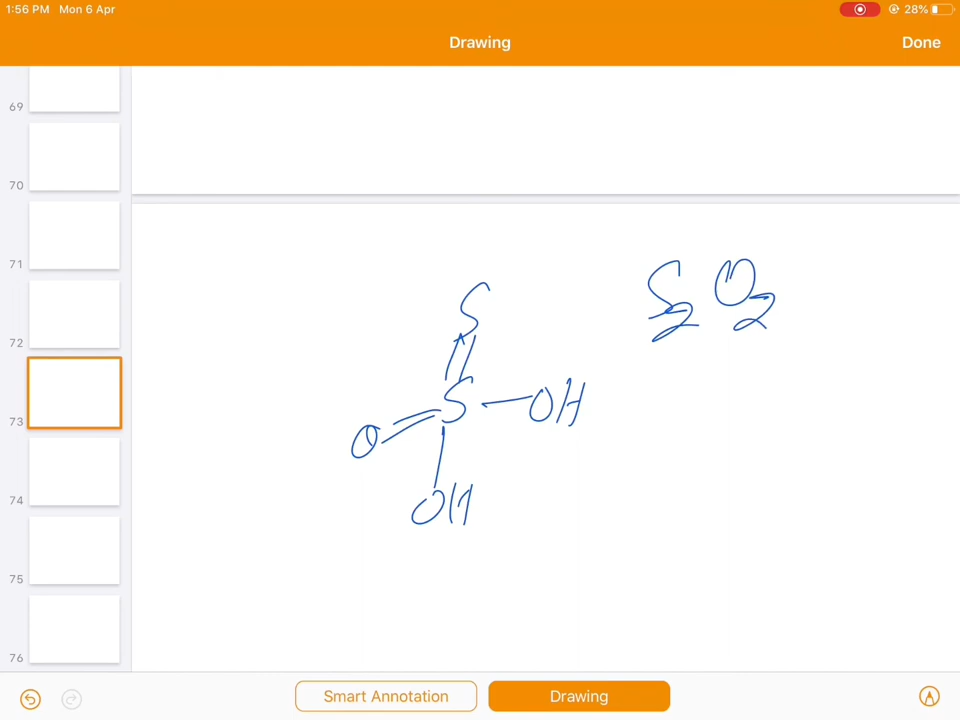 1:56 PM Mon 6 Apr
28%
Drawing
Done
69
70
71
72
73
74
75
76
S
S2O2
S
OH
O
OH
Smart Annotation
Drawing